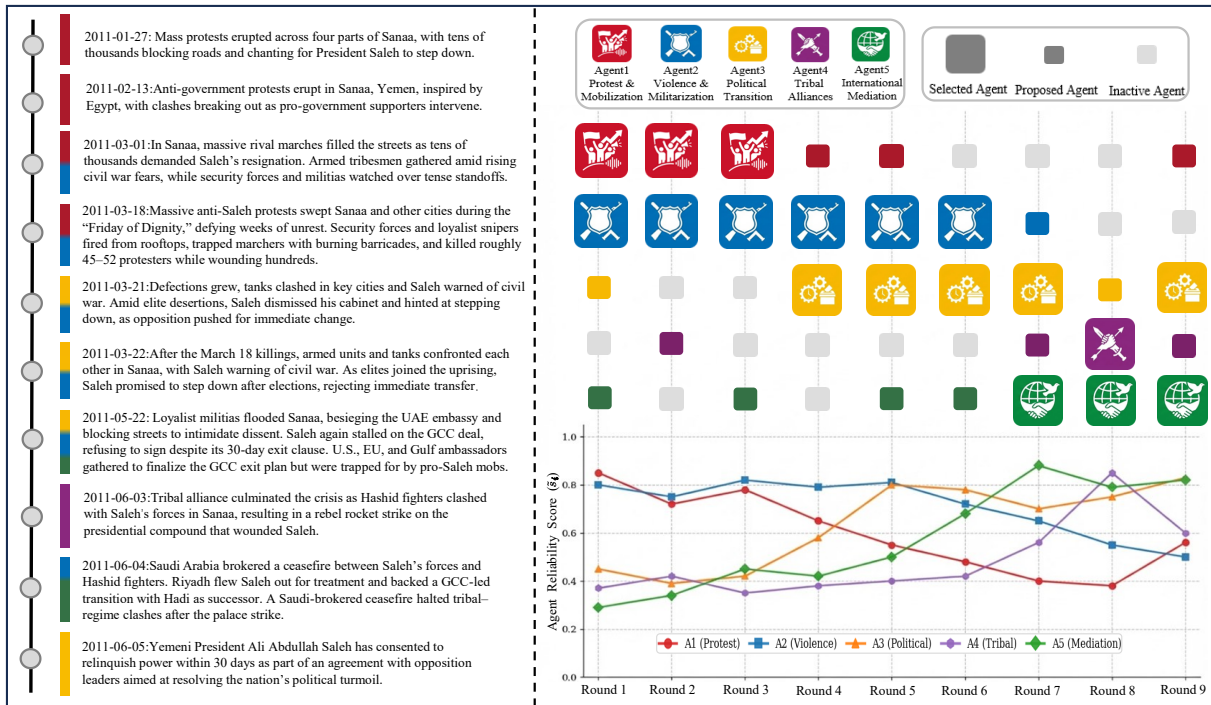 2011-01-27: Mass protests erupted across four parts of Sanaa, with tens of
thousands blocking roads and chanting for President Saleh to step down.
2011-02-13:Anti-government protests erupt in Sanaa, Yemen, inspired by
Egypt, with clashes breaking out as pro-government supporters intervene.
2011-03-01:In Sanaa, massive rival marches filled the streets as tens of
thousands demanded Saleh's resignation. Armed tribesmen gathered amid rising
civil war fears, while security forces and militias watched over tense standoffs.
2011-03-18:Massive anti-Saleh protests swept Sanaa and other cities during the
“Friday of Dignity,” defying weeks of unrest. Security forces and loyalist snipers
fired from rooftops, trapped marchers with burning barricades, and killed roughly
45–52 protesters while wounding hundreds.
2011-03-21:Defections grew, tanks clashed in key cities and Saleh warned of civil
war. Amid elite desertions, Saleh dismissed his cabinet and hinted at stepping
down, as opposition pushed for immediate change.
2011-03-22:After the March 18 killings, armed units and tanks confronted each
other in Sanaa, with Saleh warning of civil war. As elites joined the uprising,
Saleh promised to step down after elections, rejecting immediate transfer.
2011-05-22: Loyalist militias flooded Sanaa, besieging the UAE embassy and
blocking streets to intimidate dissent. Saleh again stalled on the GCC deal,
refusing to sign despite its 30-day exit clause. U.S., EU, and Gulf ambassadors
gathered to finalize the GCC exit plan but were trapped for by pro-Saleh mobs.
2011-06-03:Tribal alliance culminated the crisis as Hashid fighters clashed
with Saleh's forces in Sanaa, resulting in a rebel rocket strike on the
presidential compound that wounded Saleh.
2011-06-04:Saudi Arabia brokered a ceasefire between Saleh's forces and
Hashid fighters. Riyadh flew Saleh out for treatment and backed a GCC-led
transition with Hadi as successor. A Saudi-brokered ceasefire halted tribal–
regime clashes after the palace strike.
2011-06-05:Yemeni President Ali Abdullah Saleh has consented to
relinquish power within 30 days as part of an agreement with opposition
leaders aimed at resolving the nation's political turmoil.
Agent1
Protest &
Mobilization
Agent2
Violence &
Militarization
Agent3
Political
Transition
Agent4
Tribal
Alliances
Agent5
International
Mediation
Selected Agent
Proposed Agent
Inactive Agent
Agent Reliability Score (s̄ᵢ)
1.0
0.8
0.6
0.4
0.2
0.0
A1 (Protest)
A2 (Violence)
A3 (Political)
A4 (Tribal)
A5 (Mediation)
Round 1
Round 2
Round 3
Round 4
Round 5
Round 6
Round 7
Round 8
Round 9